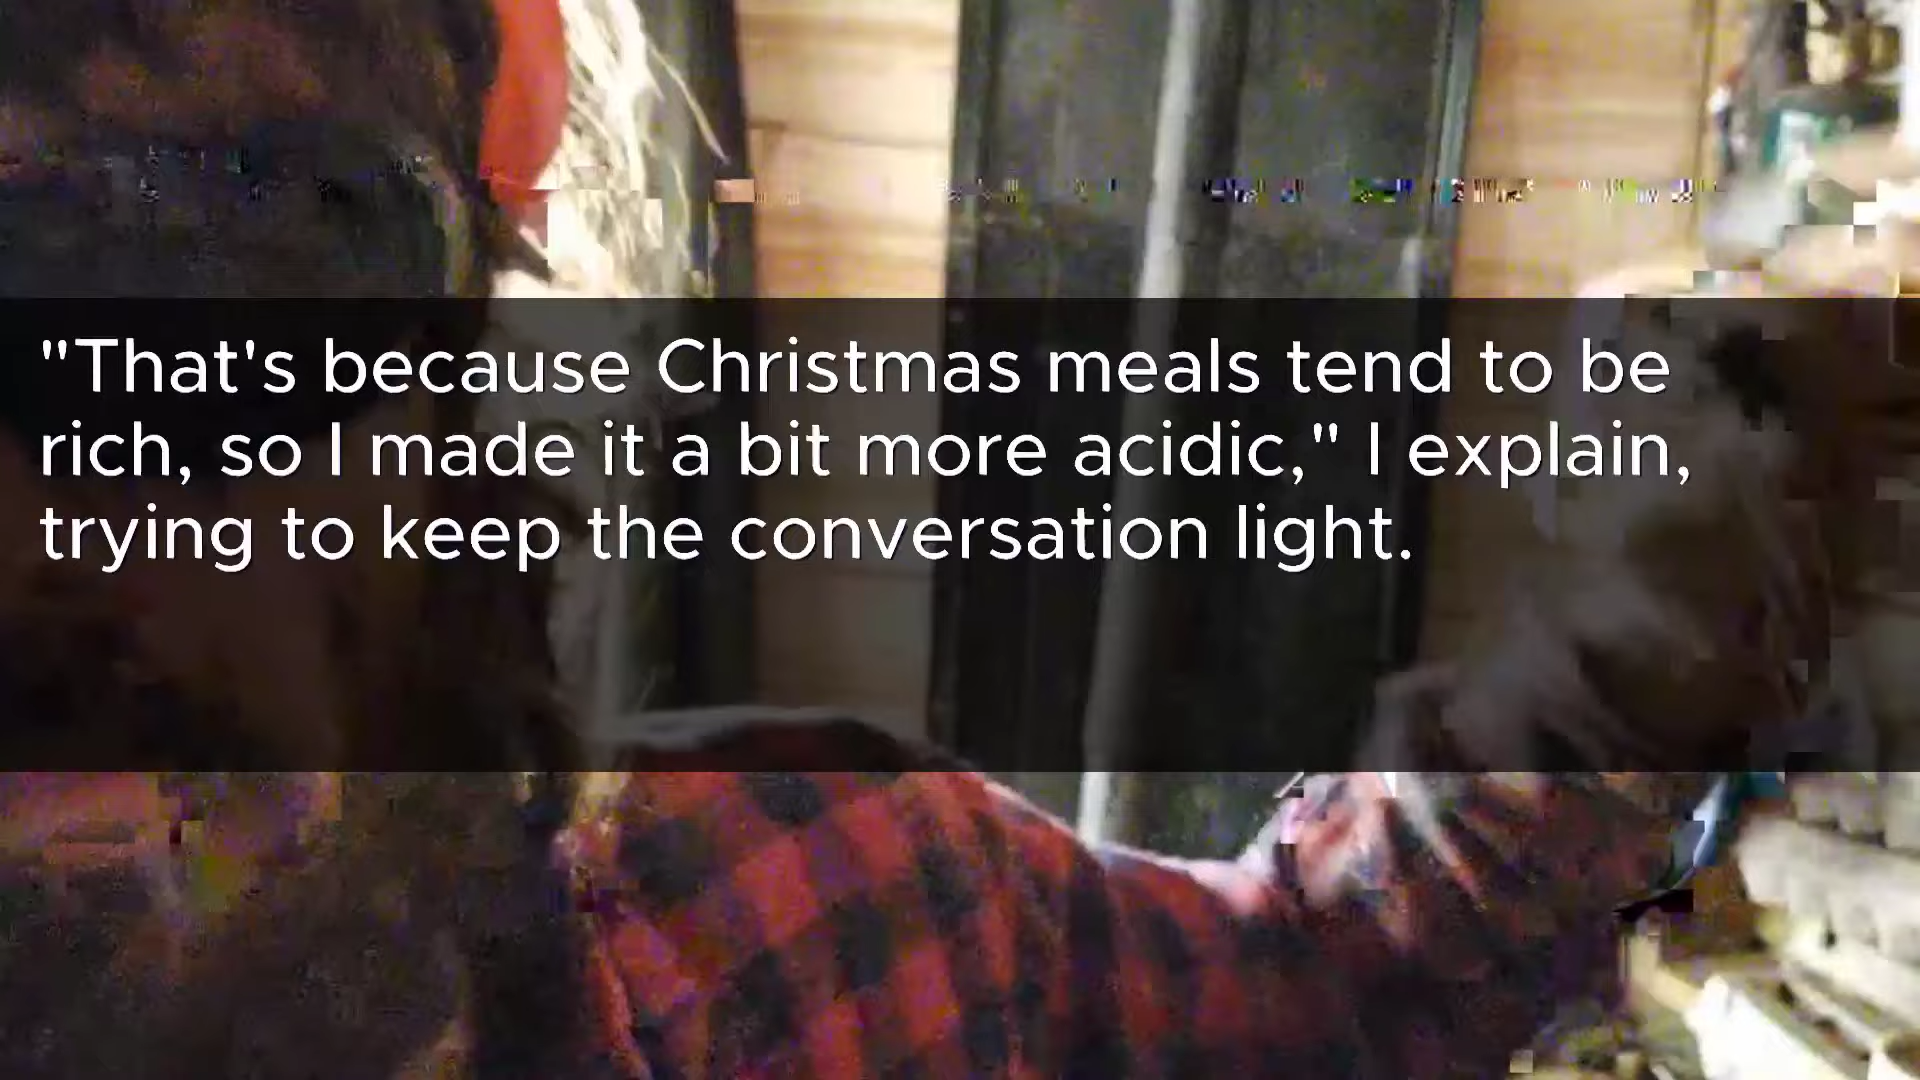 "That's because Christmas meals tend to be
rich, so I made it a bit more acidic," I explain,
trying to keep the conversation light.